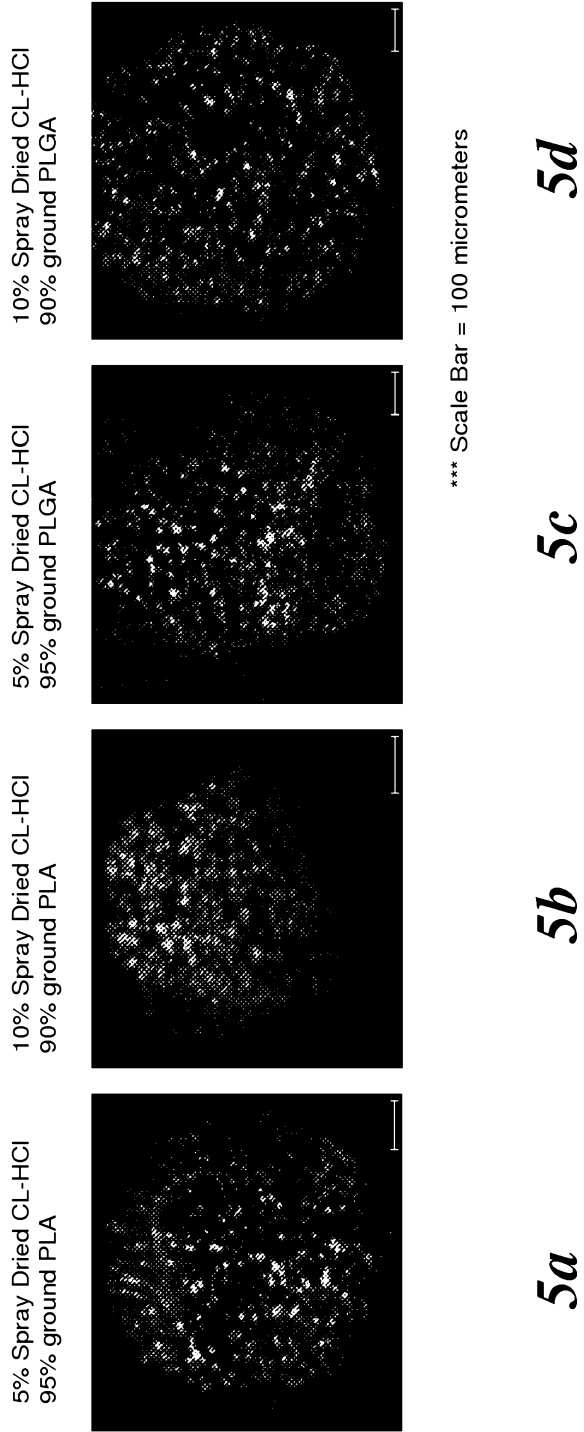 5% Spray Dried CL-HCl
95% ground PLA
10% Spray Dried CL-HCl
90% ground PLA
5% Spray Dried CL-HCl
95% ground PLGA
10% Spray Dried CL-HCl
90% ground PLGA
*** Scale Bar = 100 micrometers
5a
5b
5c
5d